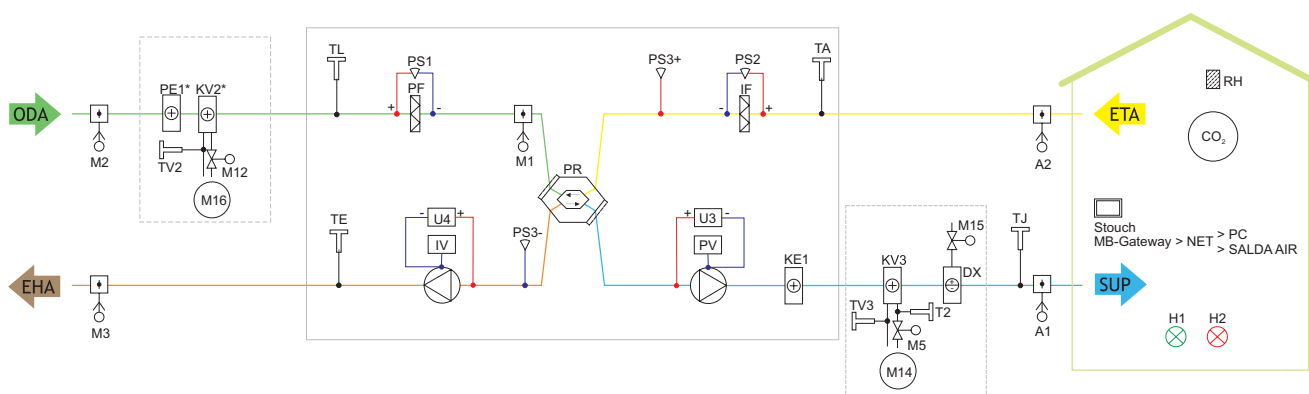 TL
PS1
PS3+
PS2
TA
PE1*
KV2*
PF
IF
RH
+
-
-
+
ODA
ETA
CO₂
M2
M1
A2
TV2
M12
PR
M16
TE
-
U4
+
PS3-
+
U3
-
M15
TJ
Stouch
MB-Gateway > NET > PC
> SALDA AIR
IV
PV
KE1
KV3
DX
EHA
SUP
M3
TV3
T2
A1
H1
H2
M5
M14